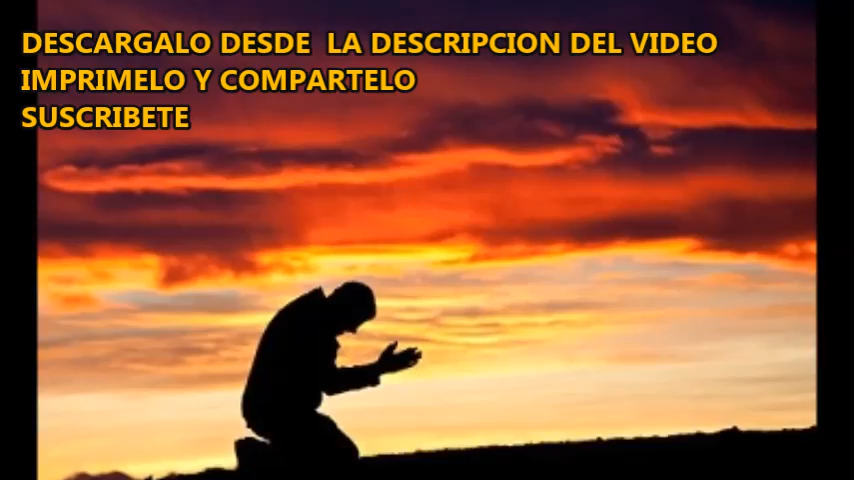 DESCARGALO DESDE LA DESCRIPCION DEL VIDEO
IMPRIMELO Y COMPARTELO
SUSCRIBETE